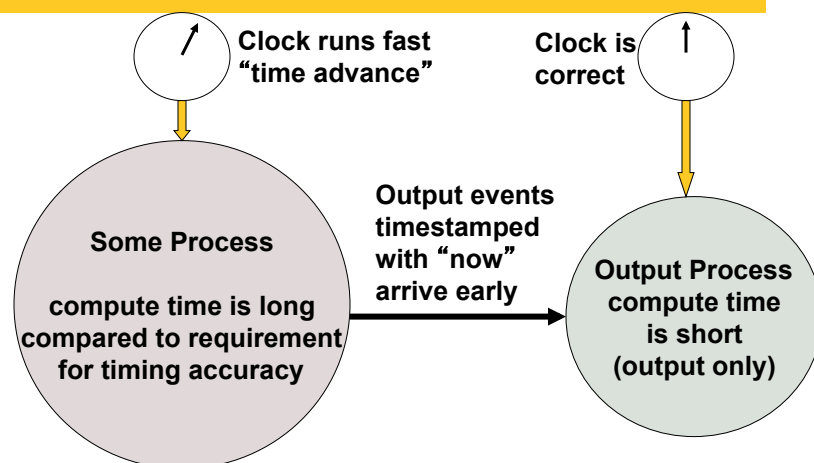 Clock runs fast
“time advance”
Clock is
correct
Some Process
compute time is long
compared to requirement
for timing accuracy
Output events
timestamped
with “now”
arrive early
Output Process
compute time
is short
(output only)